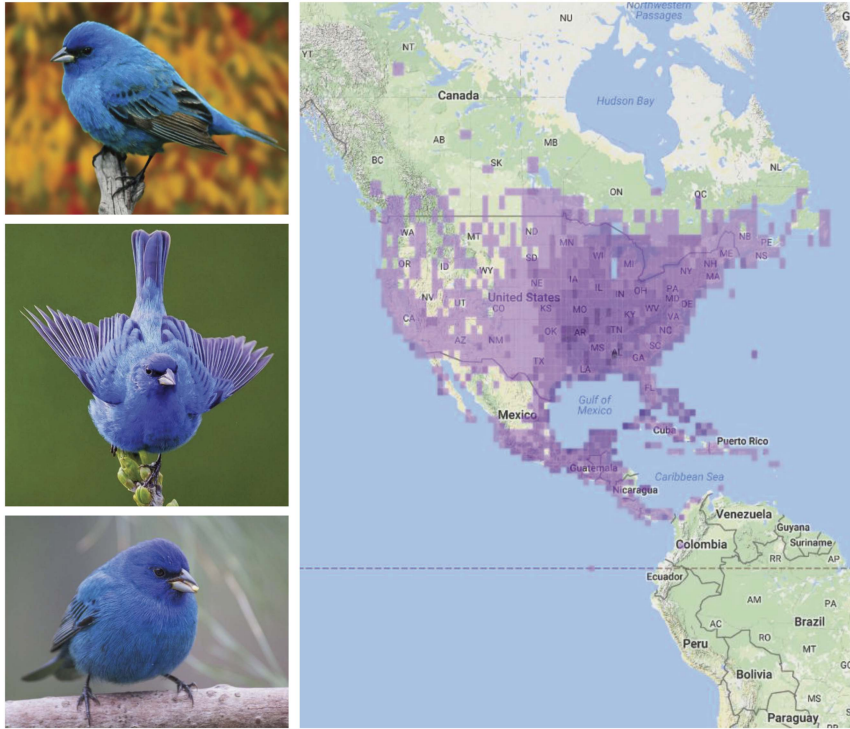 Northwestern
Passages
NU
G
YT
NT
Canada
Hudson Bay
AB
MB
BC
SK
NL
ON
QC
WA
MT
ND
MN
NB
PE
ME
NS
OR
ID
SD
WI
MI
NH
NY
MA
WY
IA
NE
IL
IN
OH
PA
MD
DE
NV
UT
United States
CO
KS
MO
WV
VA
KY
CA
OK
AR
TN
NC
AZ
NM
MS
AL
SC
GA
TX
LA
FL
Gulf of
Mexico
Mexico
Cuba
Puerto Rico
Guatemala
Caribbean Sea
Nicaragua
Venezuela
Guyana
Suriname
Colombia
RR
AP
Ecuador
AM
PA
AC
Brazil
RO
Peru
MT
Bolivia
MS
Paraguay